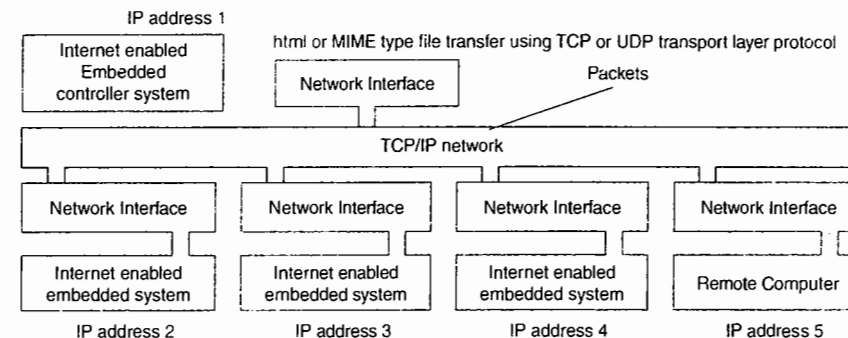 IP address 1
Internet enabled
Embedded
controller system
html or MIME type file transfer using TCP or UDP transport layer protocol
Network Interface
Packets
TCP/IP network
Network Interface
Network Interface
Network Interface
Network Interface
Internet enabled
embedded system
Internet enabled
embedded system
Internet enabled
embedded system
Remote Computer
IP address 2
IP address 3
IP address 4
IP address 5